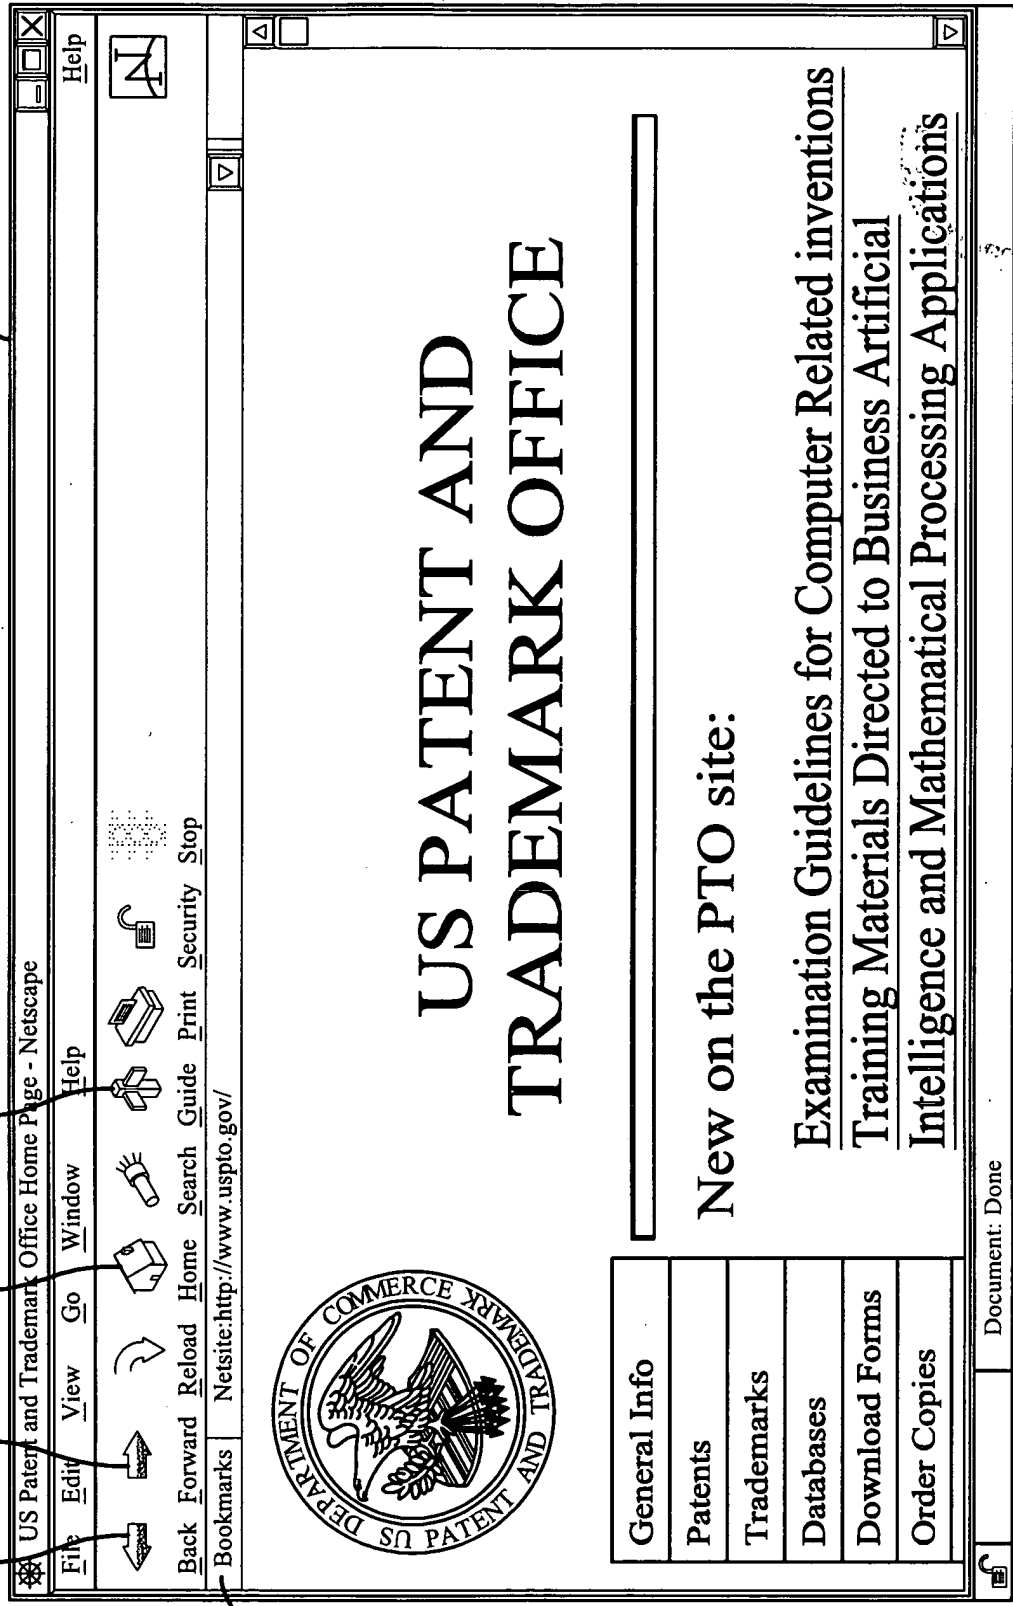 US Patent and Trademark Office Home Page - Netscape
File Edit View Go Window Help Help
Back Forward Reload Home Search Guide Print Security Stop
N
Bookmarks Netsite:http://www.uspto.gov/
DEPARTMENT OF COMMERCE
US PATENT AND TRADEMARK
US PATENT AND
TRADEMARK OFFICE
General Info
Patents
Trademarks
Databases
Download Forms
Order Copies
New on the PTO site:
Examination Guidelines for Computer Related inventions
Training Materials Directed to Business Artificial
Intelligence and Mathematical Processing Applications
Document: Done